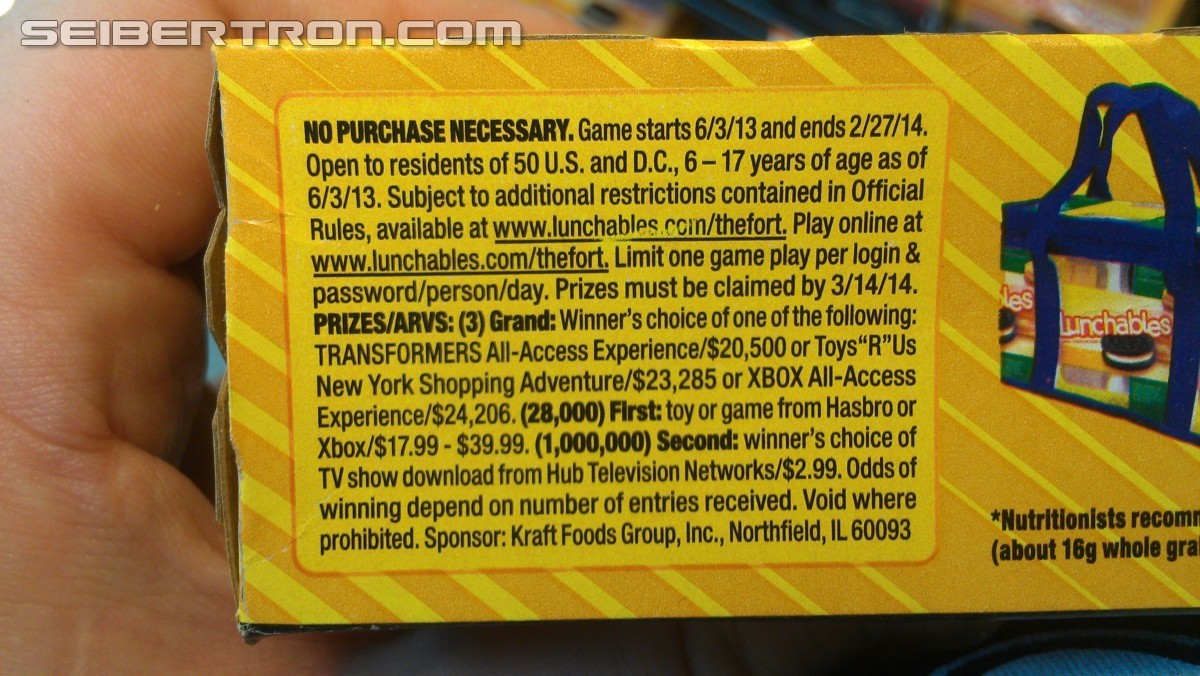 SEIBERTRON.COM
NO PURCHASE NECESSARY. Game starts 6/3/13 and ends 2/27/14.
Open to residents of 50 U.S. and D.C., 6 – 17 years of age as of
6/3/13. Subject to additional restrictions contained in Official
Rules, available at www.lunchables.com/thefort. Play online at
www.lunchables.com/thefort. Limit one game play per login &
password/person/day. Prizes must be claimed by 3/14/14.
PRIZES/ARVS: (3) Grand: Winner's choice of one of the following:
TRANSFORMERS All-Access Experience/$20,500 or Toys"R"Us
New York Shopping Adventure/$23,285 or XBOX All-Access
Experience/$24,206. (28,000) First: toy or game from Hasbro or
Xbox/$17.99 - $39.99. (1,000,000) Second: winner's choice of
TV show download from Hub Television Networks/$2.99. Odds of
winning depend on number of entries received. Void where
prohibited. Sponsor: Kraft Foods Group, Inc., Northfield, IL 60093
les
Lunchables
*Nutritionists recom
(about 16g whole gra